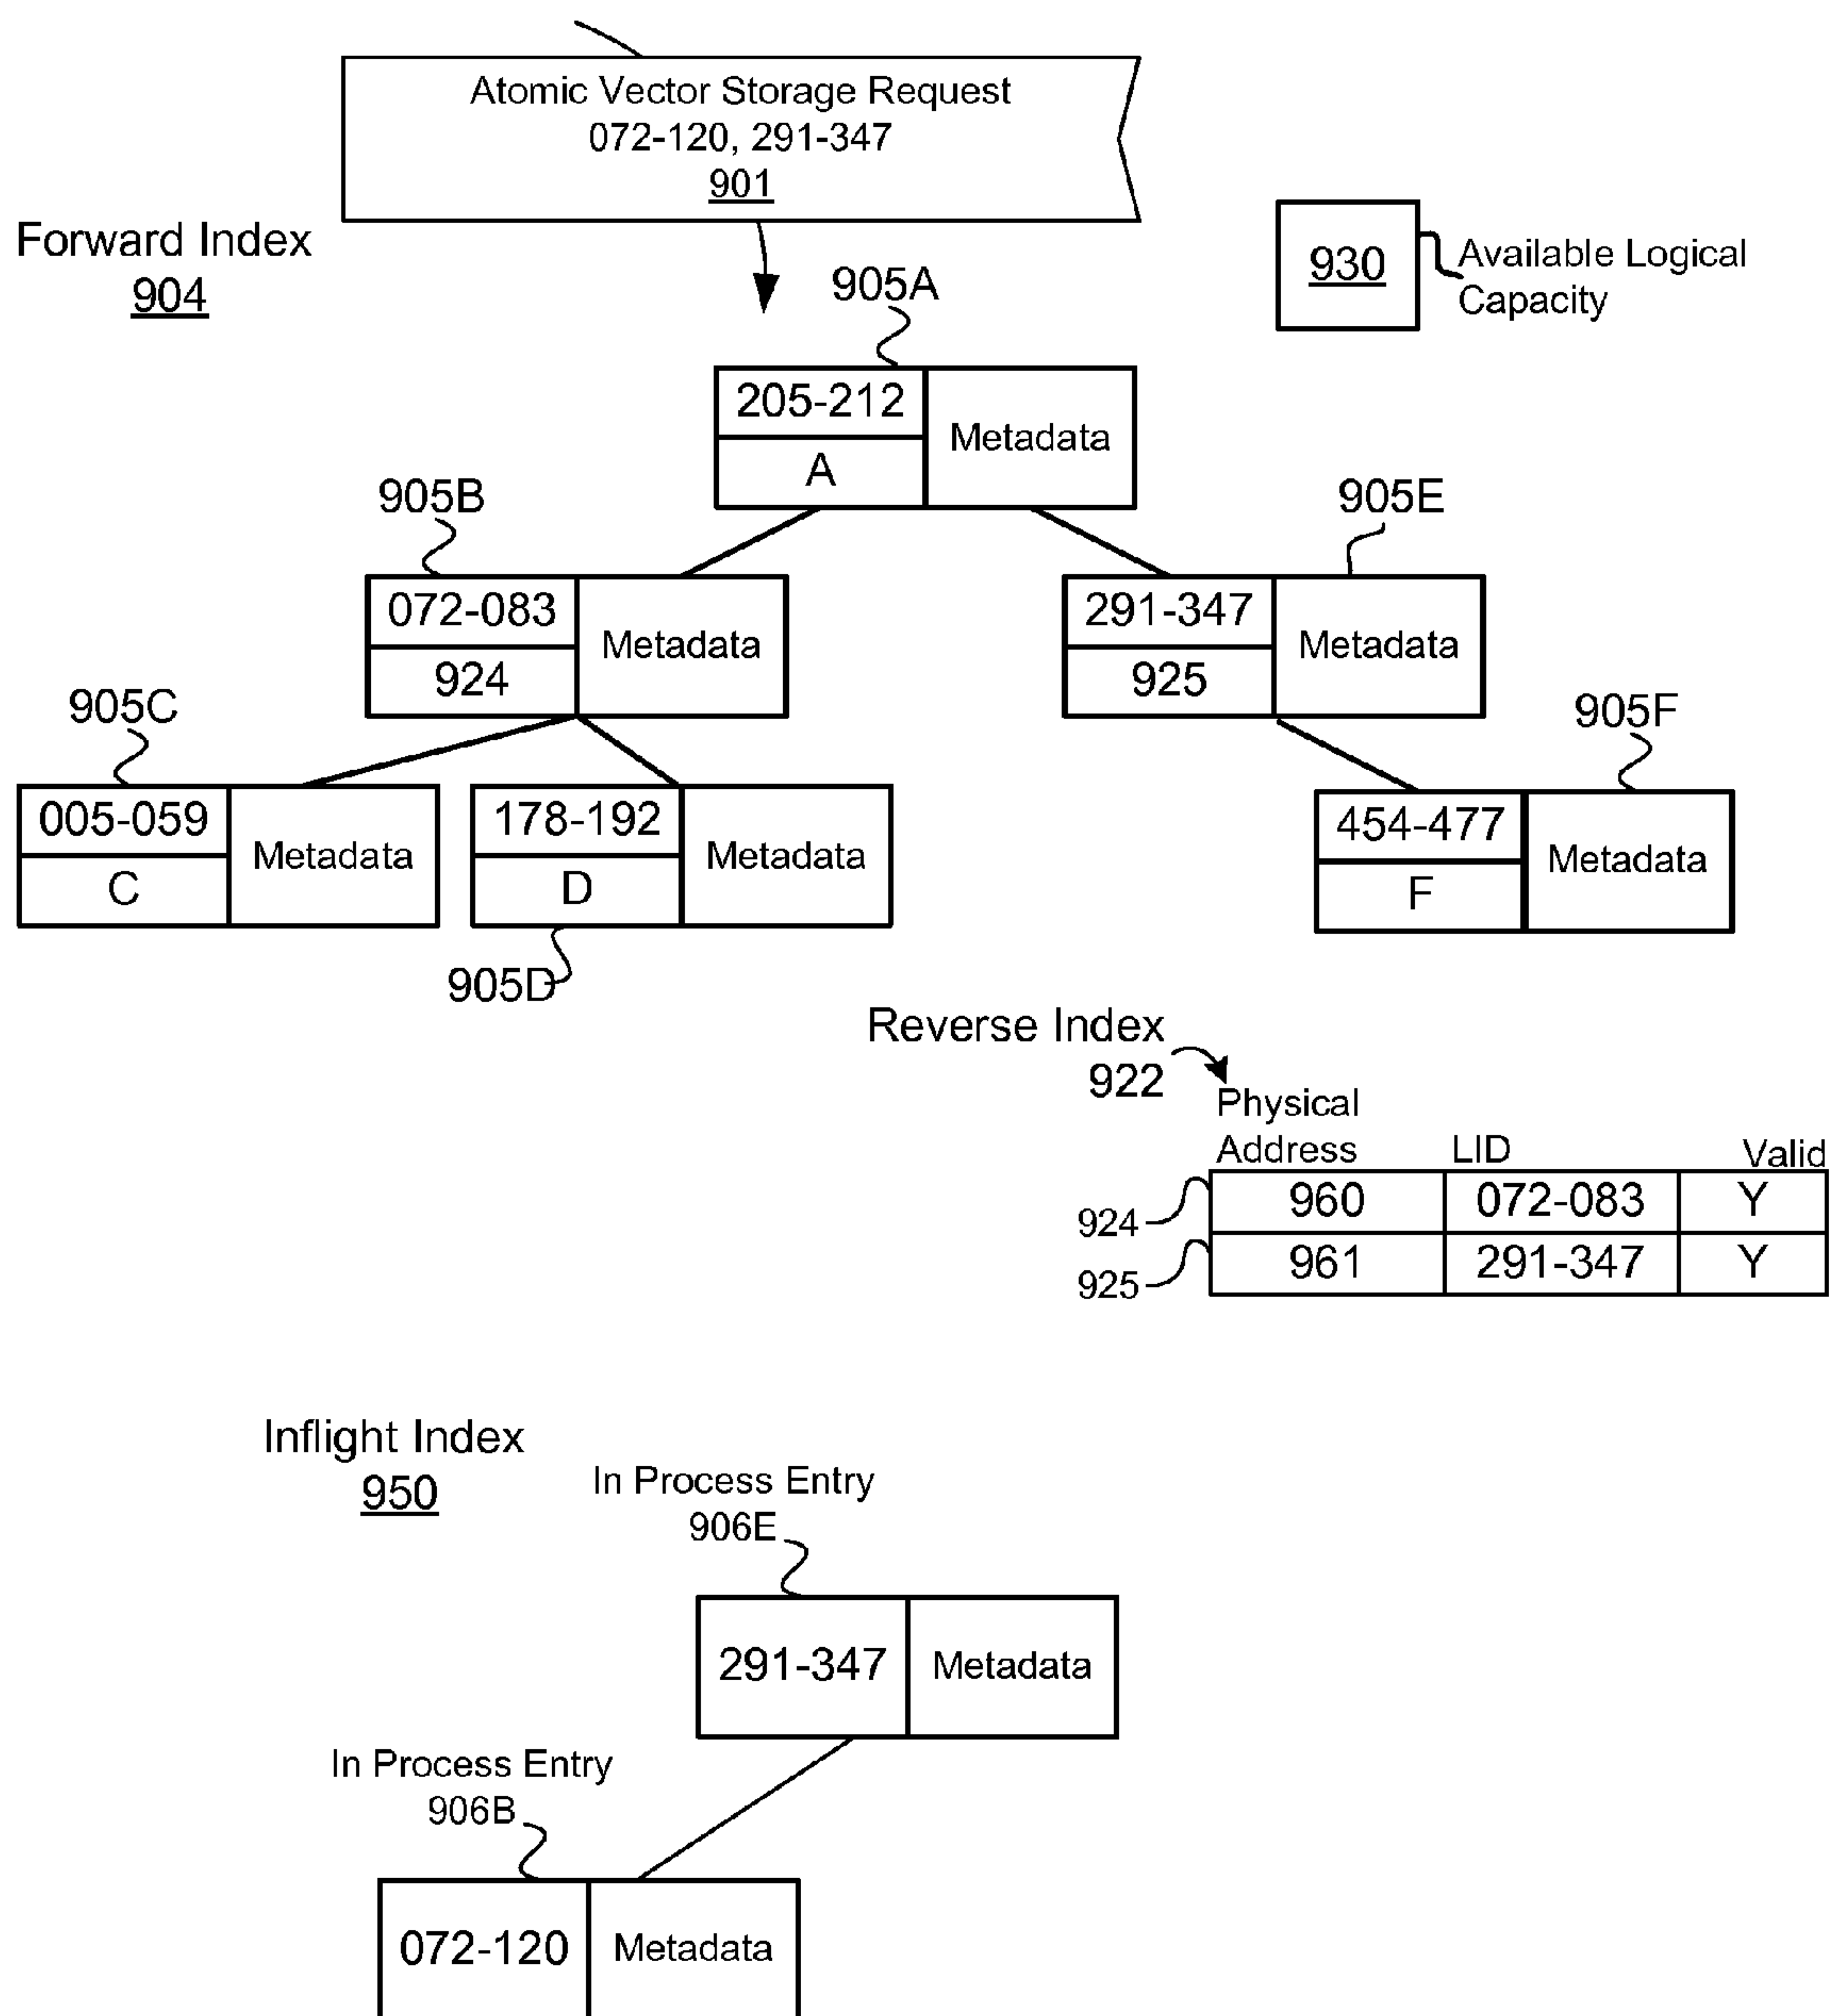 Atomic Vector Storage Request
072-120, 291-347
901
Forward Index
904
930
Available Logical
Capacity
905A
205-212
A
Metadata
905B
072-083
924
Metadata
905E
291-347
925
Metadata
905C
005-059
C
Metadata
178-192
D
Metadata
905D
905F
454-477
F
Metadata
Reverse Index
922
Physical
Address LID Valid
924 960 072-083 Y
925 961 291-347 Y
Inflight Index
950
In Process Entry
906E
291-347 Metadata
In Process Entry
906B
072-120 Metadata